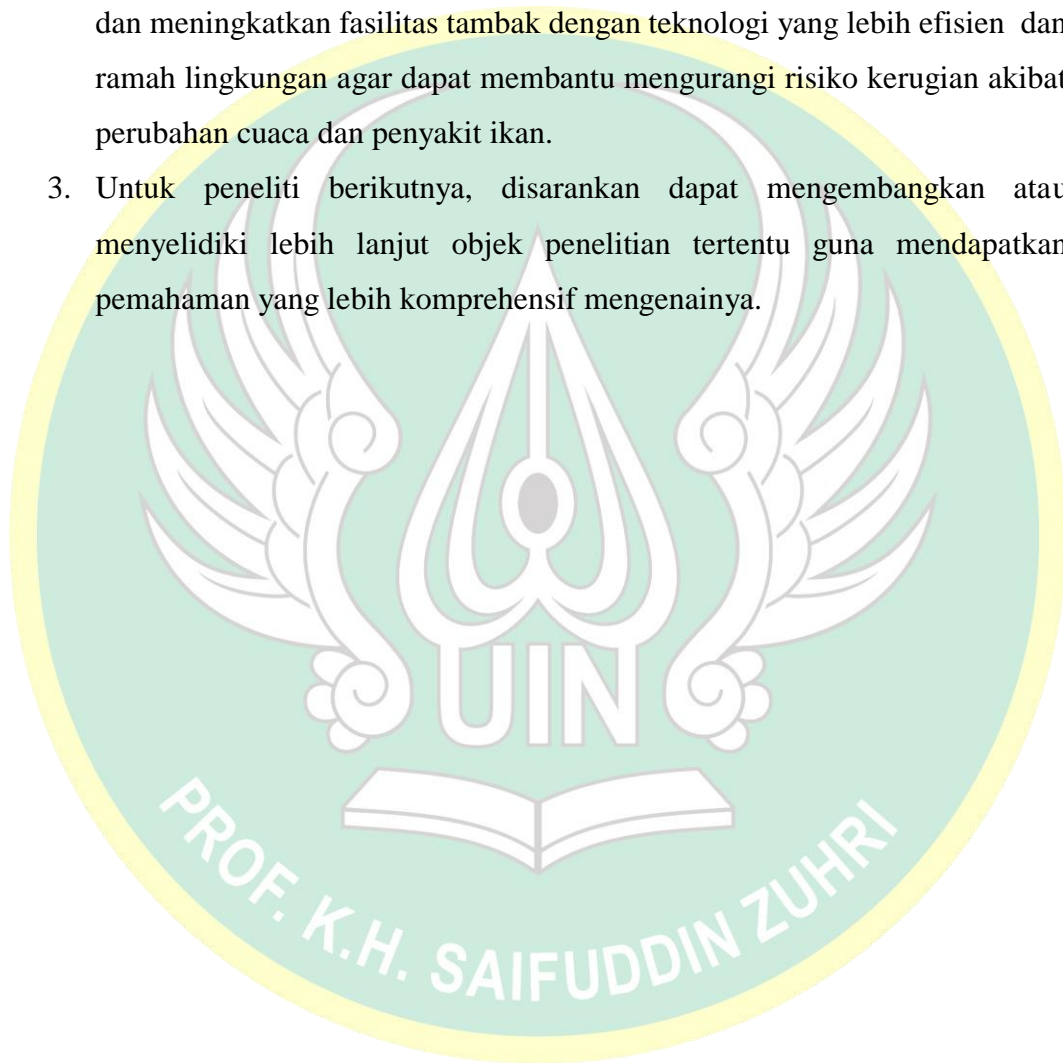 dan meningkatkan fasilitas tambak dengan teknologi yang lebih efisien dan
ramah lingkungan agar dapat membantu mengurangi risiko kerugian akibat
perubahan cuaca dan penyakit ikan.
3. Untuk peneliti berikutnya, disarankan dapat mengembangkan atau
menyelidiki lebih lanjut objek penelitian tertentu guna mendapatkan
pemahaman yang lebih komprehensif mengenainya.
UIN
PROF. K.H. SAIFUDDIN ZUHRI